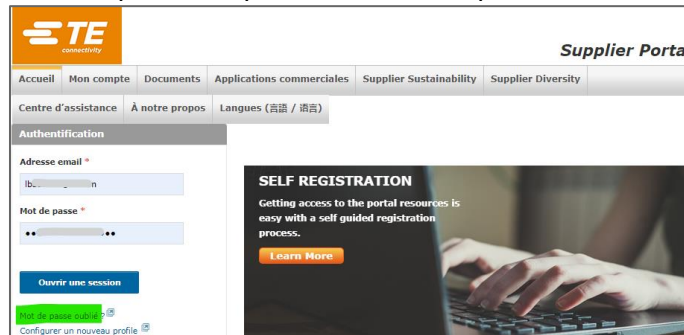 TE
connectivity
Supplier Porta
Accueil Mon compte Documents Applications commerciales Supplier Sustainability Supplier Diversity
Centre d'assistance À notre propos Langues (言語 / 语言)
Authentification
Adresse email *
lb
n
Mot de passe *
Ouvrir une session
Mot de passe oublié ?
Configurer un nouveau profile
SELF REGISTRATION
Getting access to the portal resources is
easy with a self guided registration
process.
Learn More